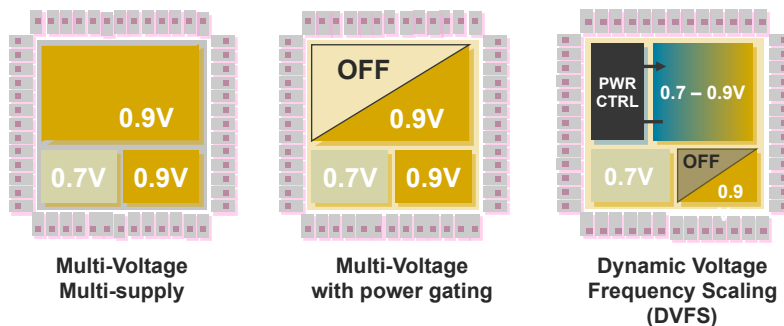 0.9V
0.7V
0.9V
Multi-Voltage
Multi-supply
OFF
0.9V
0.7V
0.9V
Multi-Voltage
with power gating
PWR
CTRL
0.7 – 0.9V
0.7V
OFF
0.9
Dynamic Voltage
Frequency Scaling
(DVFS)